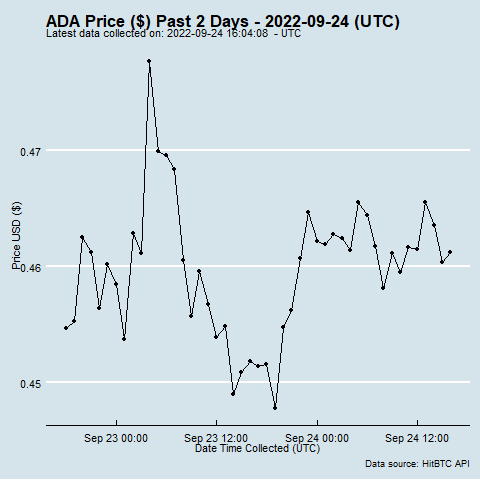 ADA Price ($) Past 2 Days - 2022-09-24 (UTC)
Latest data collected on: 2022-09-24 16:04:08 - UTC
0.47
Price USD ($)
0.46
0.45
Sep 23 00:00
Sep 23 12:00
Sep 24 00:00
Sep 24 12:00
Date Time Collected (UTC)
Data source: HitBTC API